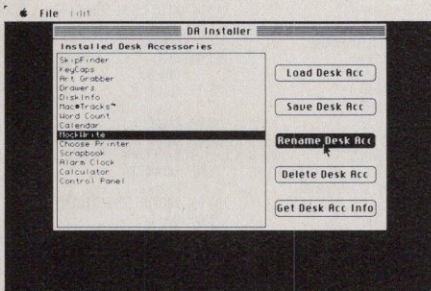 File Edit
DA Installer
Installed Desk Accessories
SkipFinder
KeyCaps
Art Grabber
Drawers
DiskInfo
Mac•Tracks™
Word Count
Calendar
MockWrite
Choose Printer
Scrapbook
Alarm Clock
Calculator
Control Panel
Load Desk Acc
Save Desk Acc
Rename Desk Acc
Delete Desk Acc
Get Desk Acc Info